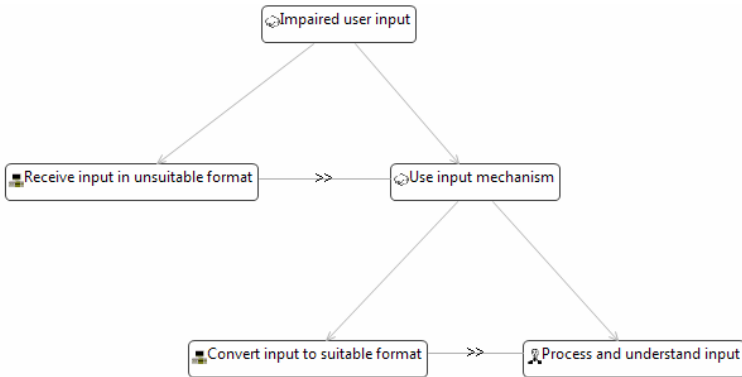 Impaired user input
Receive input in unsuitable format >> Use input mechanism
Convert input to suitable format >> Process and understand input